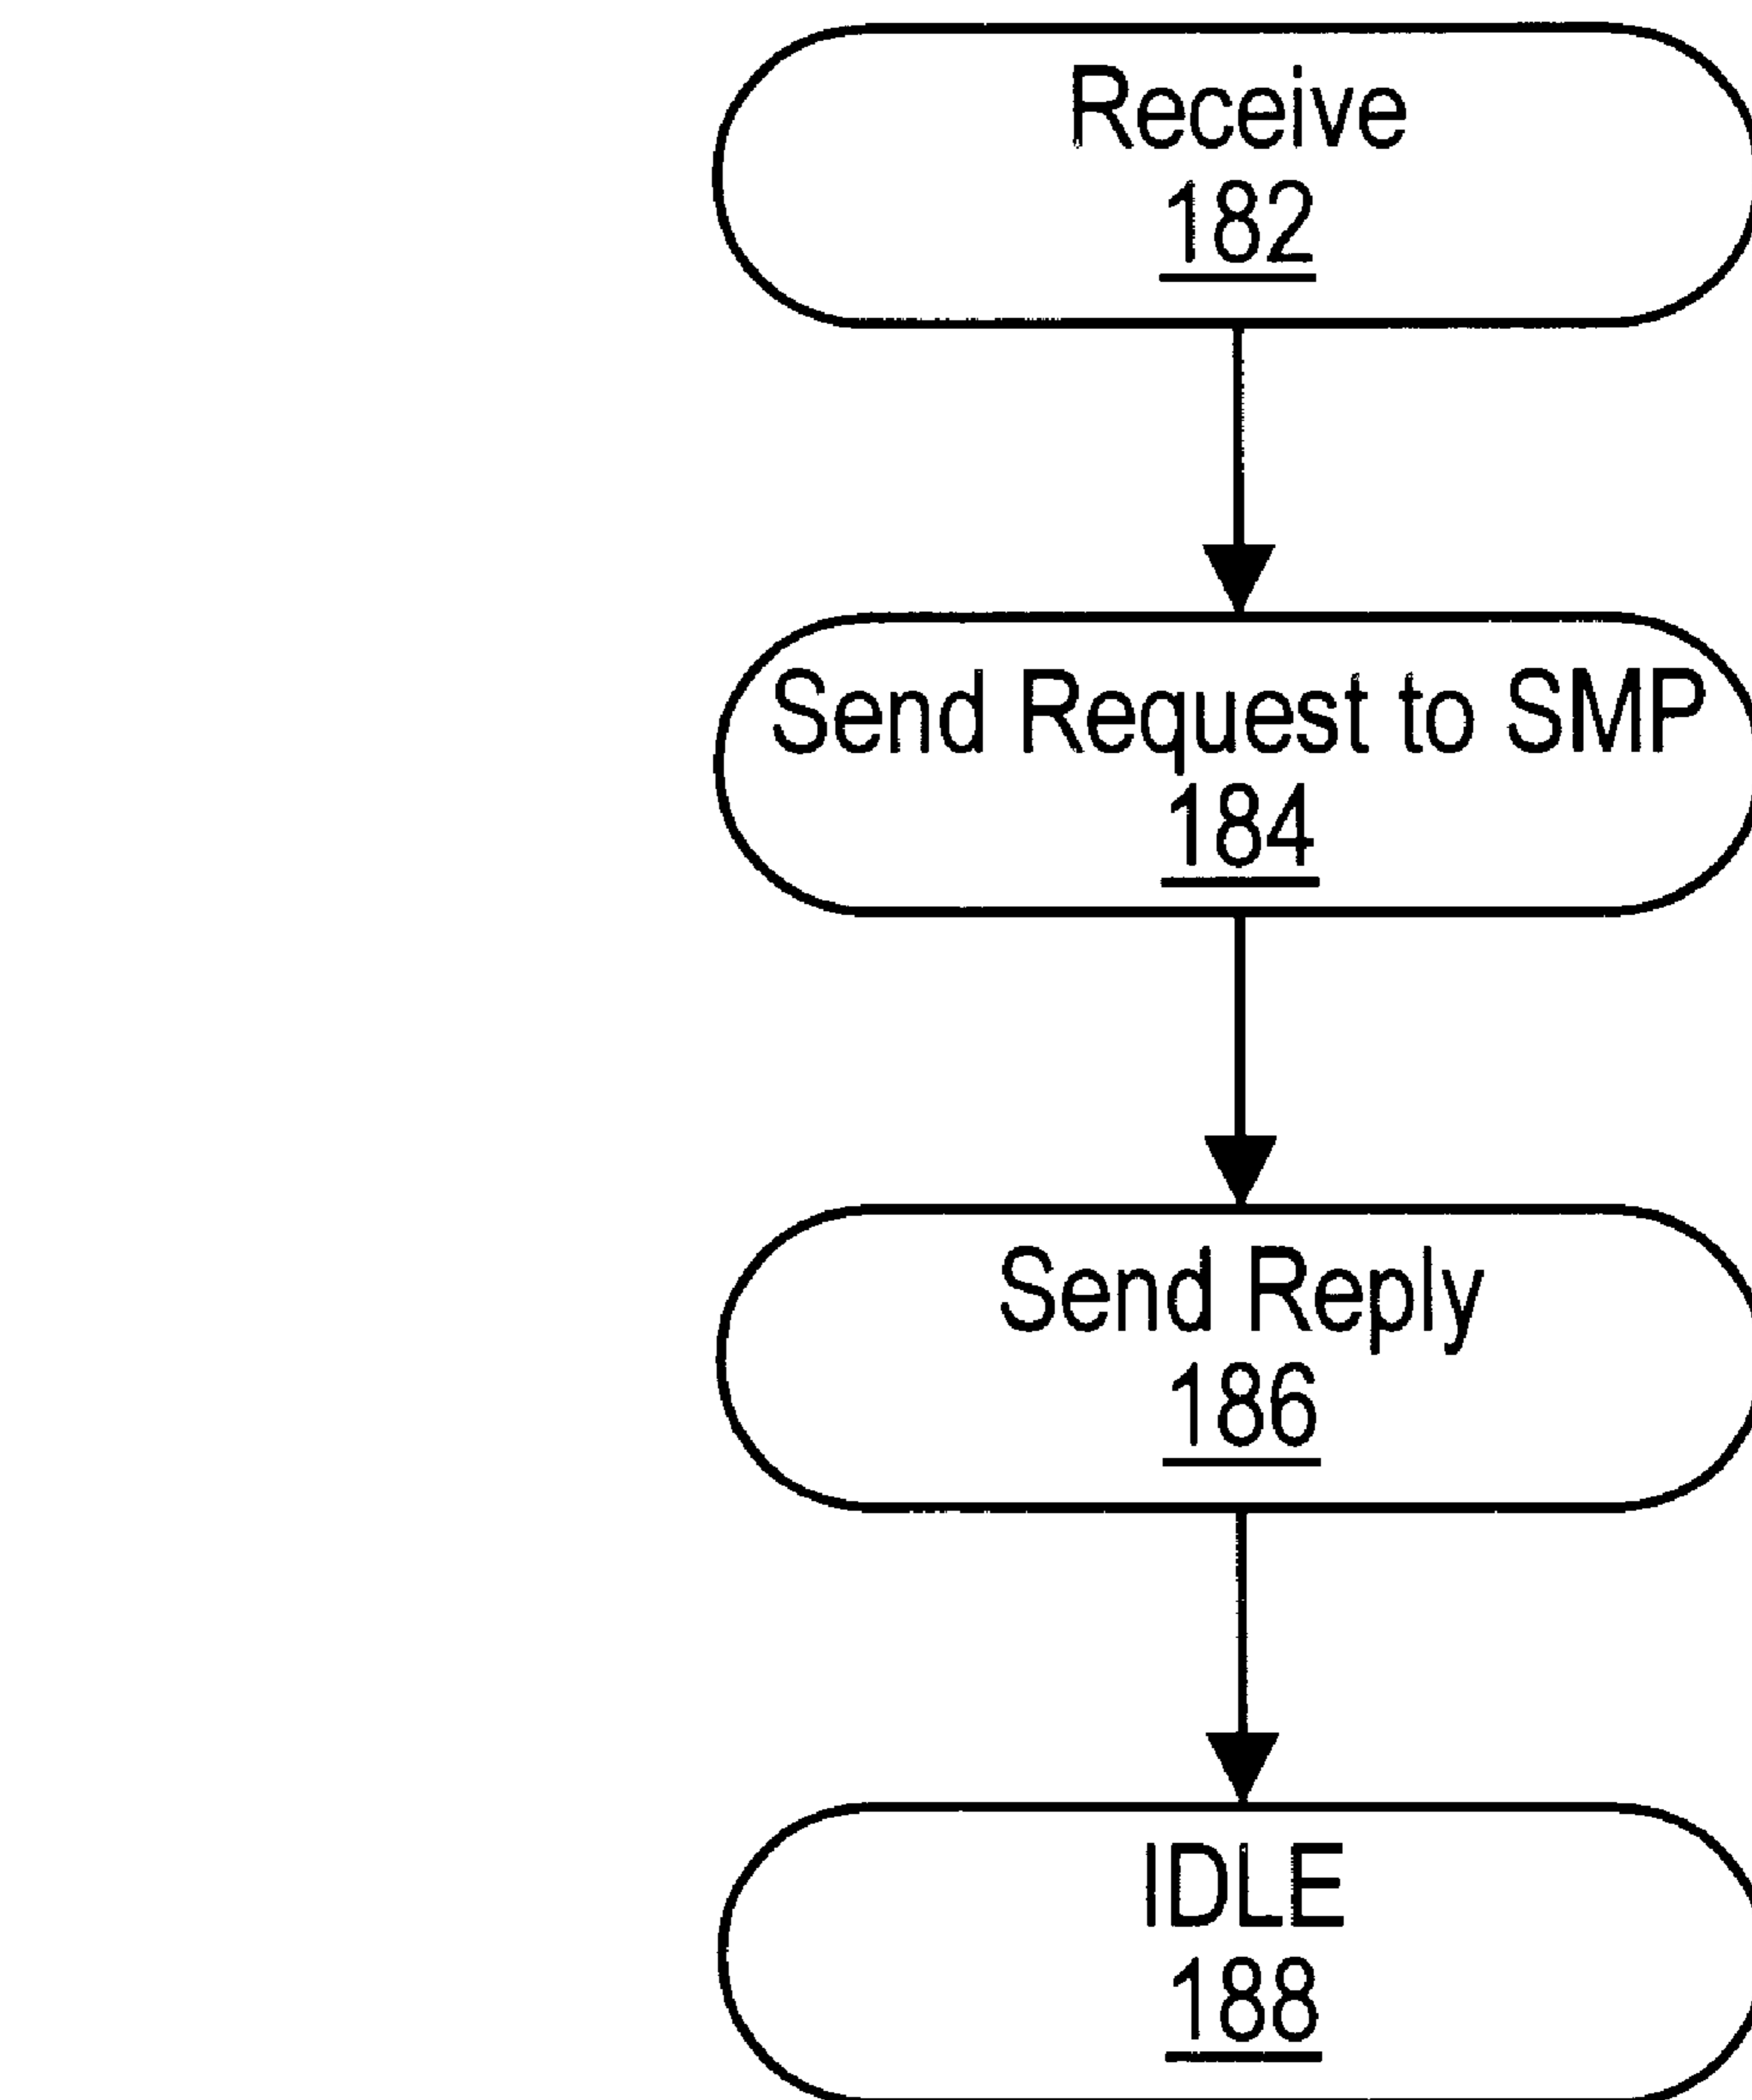 Receive
182
Send Request to SMP
184
Send Reply
186
IDLE
188